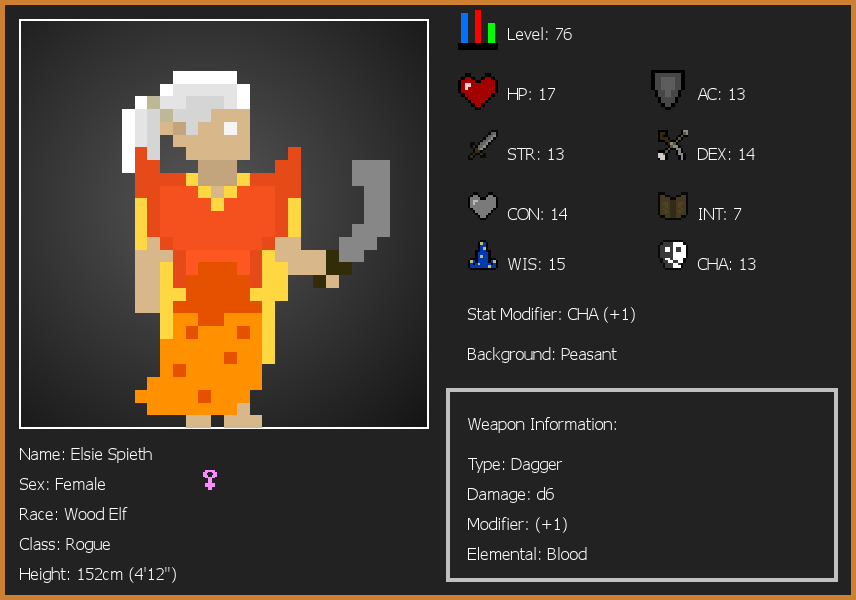 Level: 76
HP: 17
AC: 13
STR: 13
DEX: 14
CON: 14
INT: 7
WIS: 15
CHA: 13
Stat Modifier: CHA (+1)
Background: Peasant
Weapon Information:
Type: Dagger
Damage: d6
Modifier: (+1)
Elemental: Blood
Name: Elsie Spieth
Sex: Female
Race: Wood Elf
Class: Rogue
Height: 152cm (4'12")